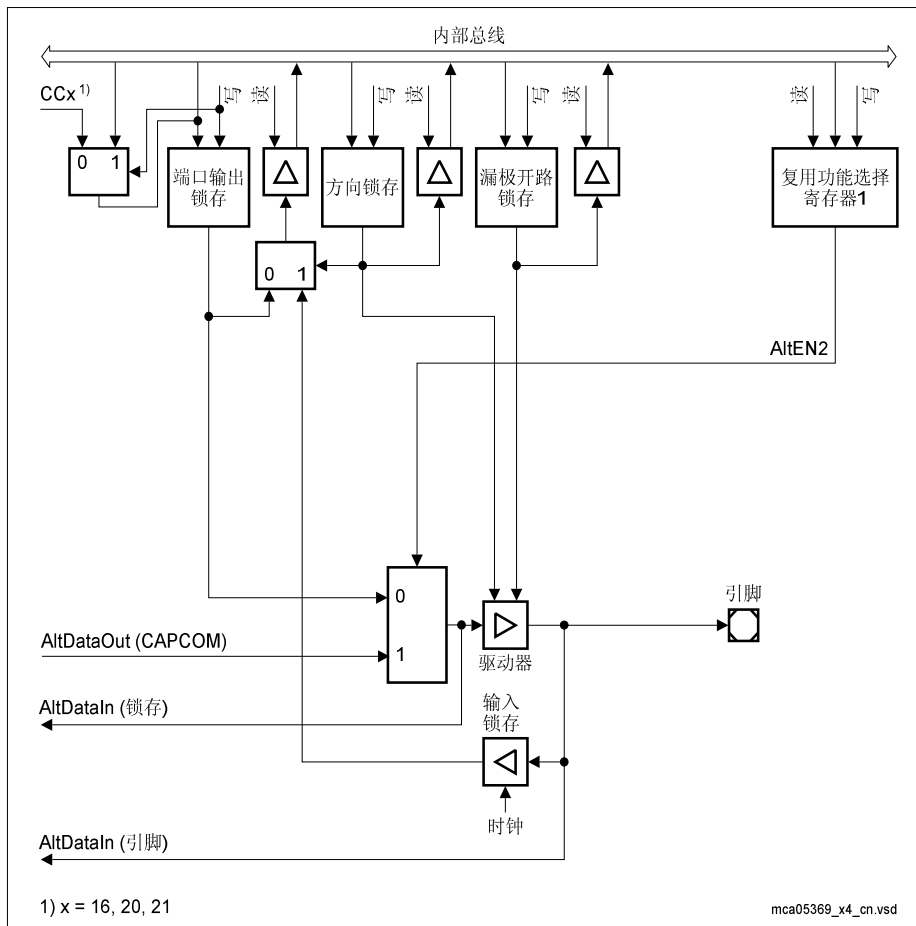 内部总线
CCx 1)
写
读
写
读
写
读
读
写
0 1
端口输出
锁存
方向锁存
漏极开路
锁存
复用功能选择
寄存器1
0 1
AltEN2
0
引脚
AltDataOut (CAPCOM)
1
驱动器
AltDataIn (锁存)
输入
锁存
时钟
AltDataIn (引脚)
1) x = 16, 20, 21
mca05369_x4_cn.vsd